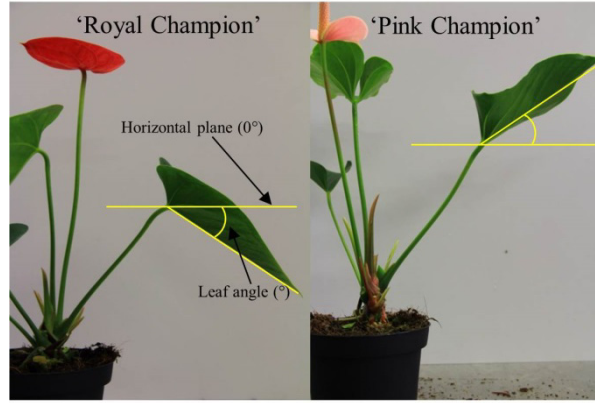 ‘Royal Champion’
‘Pink Champion’
Horizontal plane (0°)
Leaf angle (°)